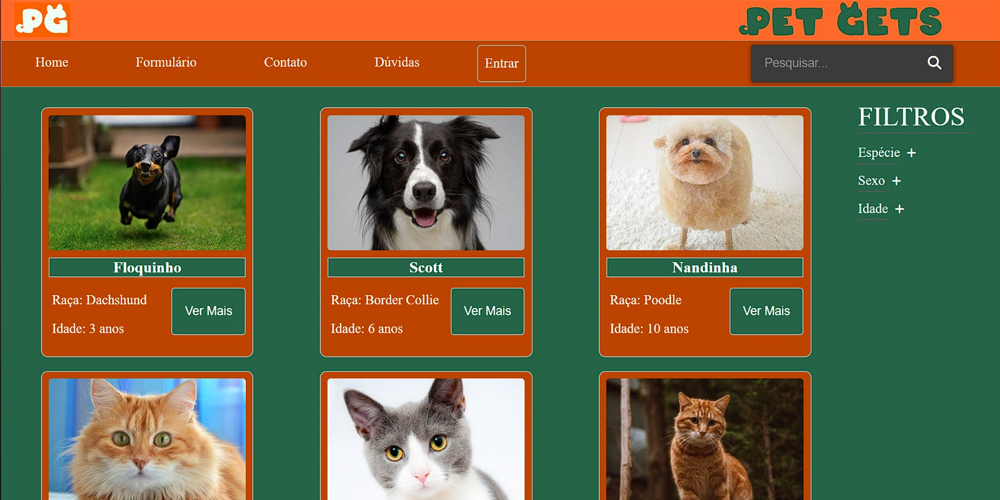 PG
PET GETS
Home
Formulário
Contato
Dúvidas
Entrar
Pesquisar...
FILTROS
Espécie +
Sexo +
Idade +
Floquinho
Raça: Dachshund
Idade: 3 anos
Ver Mais
Scott
Raça: Border Collie
Idade: 6 anos
Ver Mais
Nandinha
Raça: Poodle
Idade: 10 anos
Ver Mais